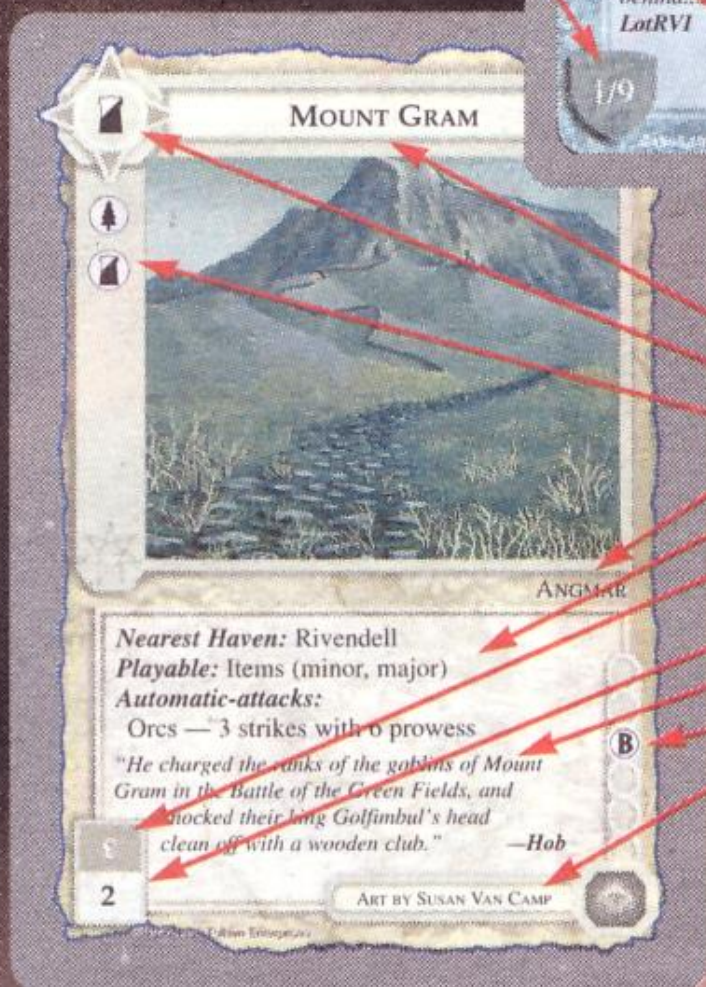 LotRVI
1/9
MOUNT GRAM
ANGMAR
Nearest Haven: Rivendell
Playable: Items (minor, major)
Automatic-attacks:
Orcs — 3 strikes with 6 prowess
"He charged the ranks of the goblins of Mount
Gram in the Battle of the Green Fields, and
knocked their king Golfimbul's head
clean off with a wooden club." —Hob
B
3
2
ART BY SUSAN VAN CAMP